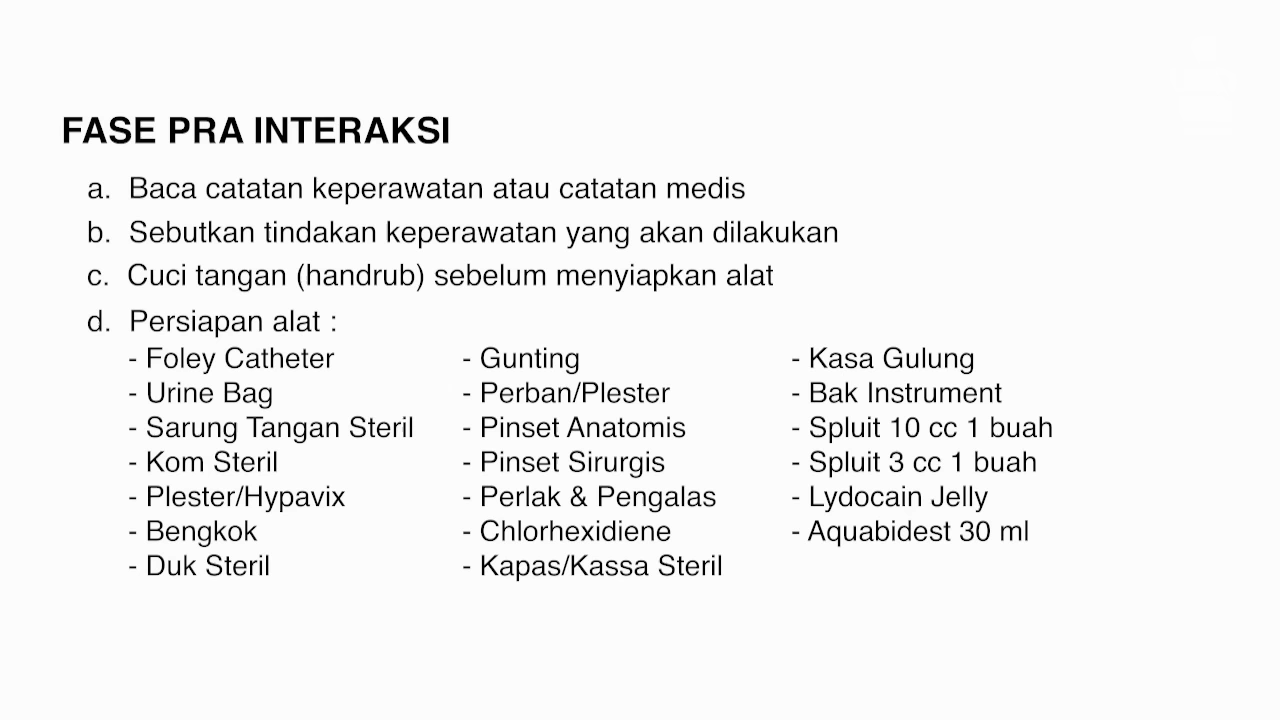 FASE PRA INTERAKSI
a. Baca catatan keperawatan atau catatan medis
b. Sebutkan tindakan keperawatan yang akan dilakukan
c. Cuci tangan (handrub) sebelum menyiapkan alat
d. Persiapan alat :
- Foley Catheter
- Urine Bag
- Sarung Tangan Steril
- Kom Steril
- Plester/Hypavix
- Bengkok
- Duk Steril
- Gunting
- Perban/Plester
- Pinset Anatomis
- Pinset Sirurgis
- Perlak & Pengalas
- Chlorhexidiene
- Kapas/Kassa Steril
- Kasa Gulung
- Bak Instrument
- Spluit 10 cc 1 buah
- Spluit 3 cc 1 buah
- Lydocain Jelly
- Aquabidest 30 ml